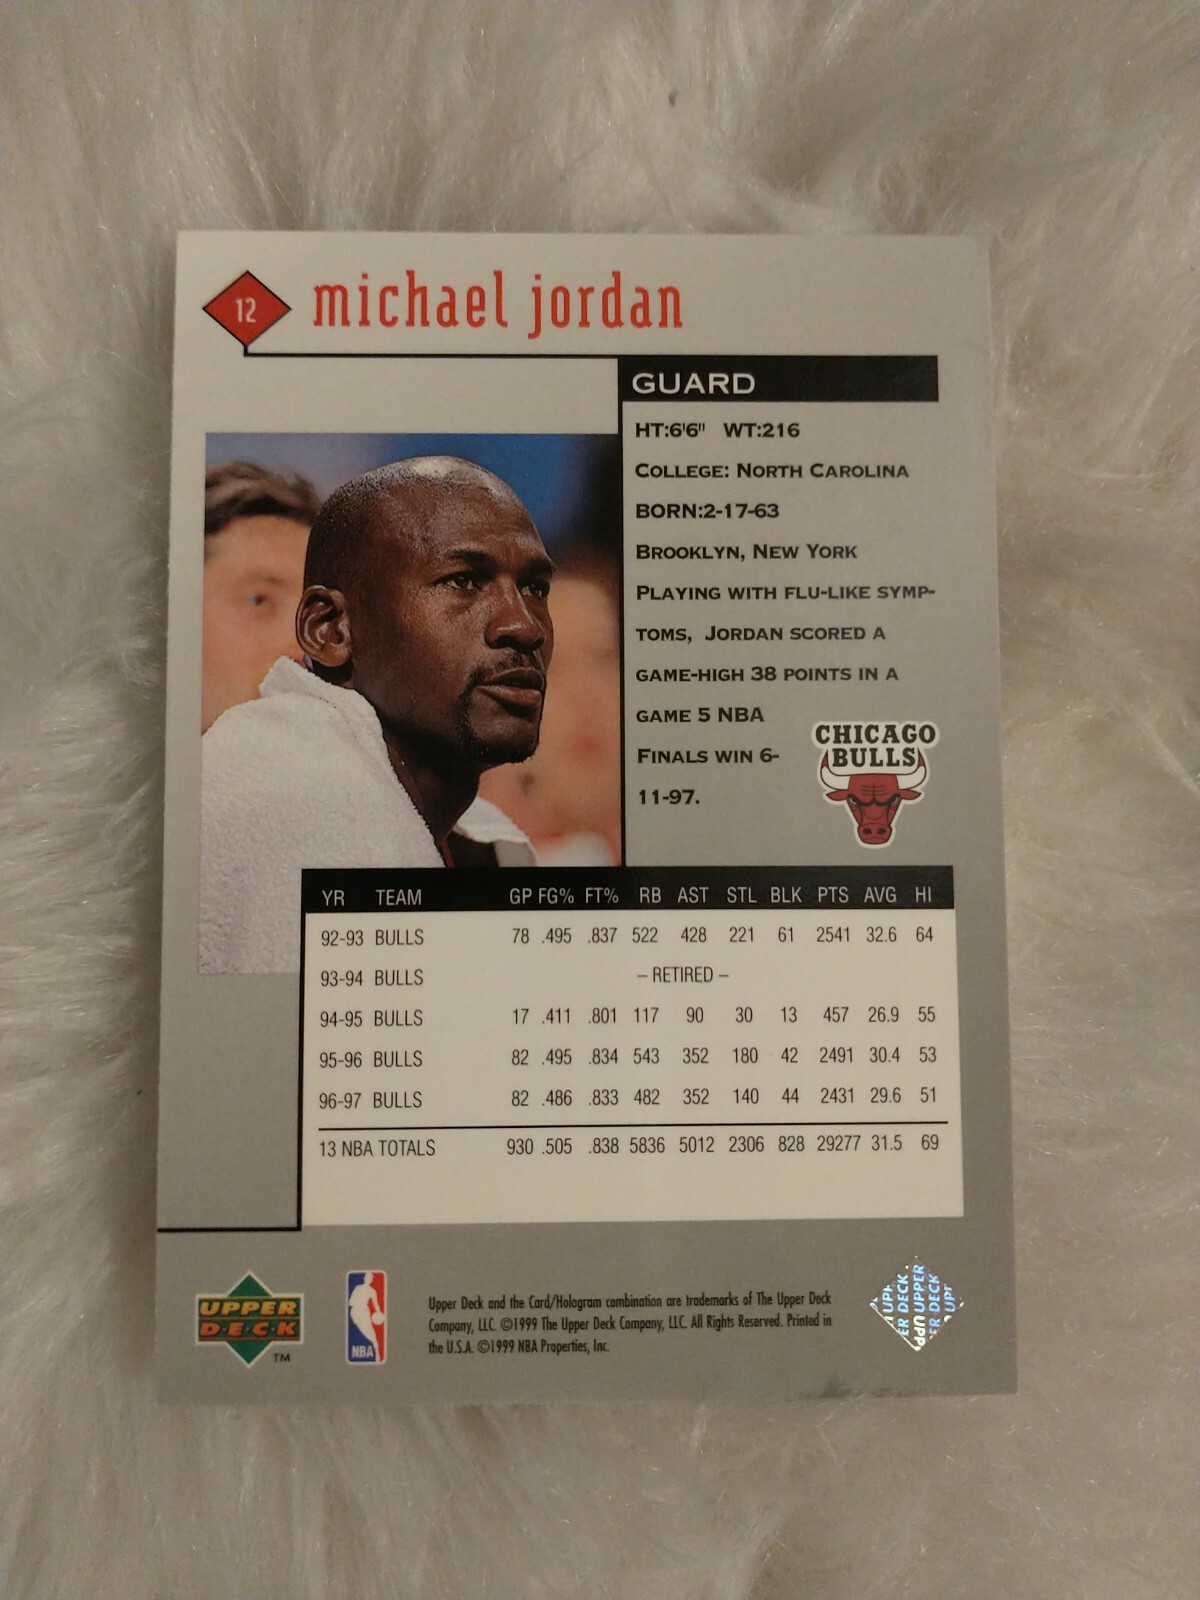 12
michael jordan
GUARD
HT:6'6" WT:216
COLLEGE: NORTH CAROLINA
BORN:2-17-63
BROOKLYN, NEW YORK
PLAYING WITH FLU-LIKE SYMP-
TOMS, JORDAN SCORED A
GAME-HIGH 38 POINTS IN A
GAME 5 NBA
FINALS WIN 6-
11-97.
CHICAGO
BULLS
YR TEAM GP FG% FT% RB AST STL BLK PTS AVG HI
92-93 BULLS 78 .495 .837 522 428 221 61 2541 32.6 64
93-94 BULLS – RETIRED –
94-95 BULLS 17 .411 .801 117 90 30 13 457 26.9 55
95-96 BULLS 82 .495 .834 543 352 180 42 2491 30.4 53
96-97 BULLS 82 .486 .833 482 352 140 44 2431 29.6 51
13 NBA TOTALS 930 .505 .838 5836 5012 2306 828 29277 31.5 69
UPPER
DECK
TM
NBA
Upper Deck and the Card/Hologram combination are trademarks of The Upper Deck
Company, LLC. ©1999 The Upper Deck Company, LLC. All Rights Reserved. Printed in
the U.S.A. ©1999 NBA Properties, Inc.
UPPER
DECK